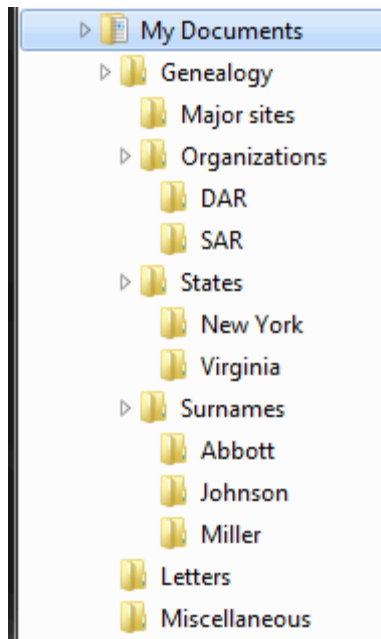 My Documents
Genealogy
Major sites
Organizations
DAR
SAR
States
New York
Virginia
Surnames
Abbott
Johnson
Miller
Letters
Miscellaneous